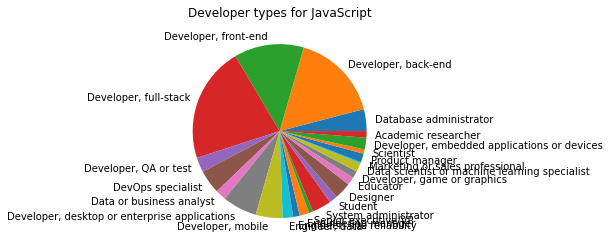 Developer types for JavaScript
Developer, front-end
Developer, back-end
Developer, full-stack
Database administrator
Academic researcher
Developer, embedded applications or devices
Scientist
Product manager
Marketing or sales professional
Data scientist or machine learning specialist
Developer, game or graphics
Educator
Designer
Student
System administrator
Developer, QA or test
DevOps specialist
Data or business analyst
Developer, desktop or enterprise applications
Developer, mobile
Engineer, data